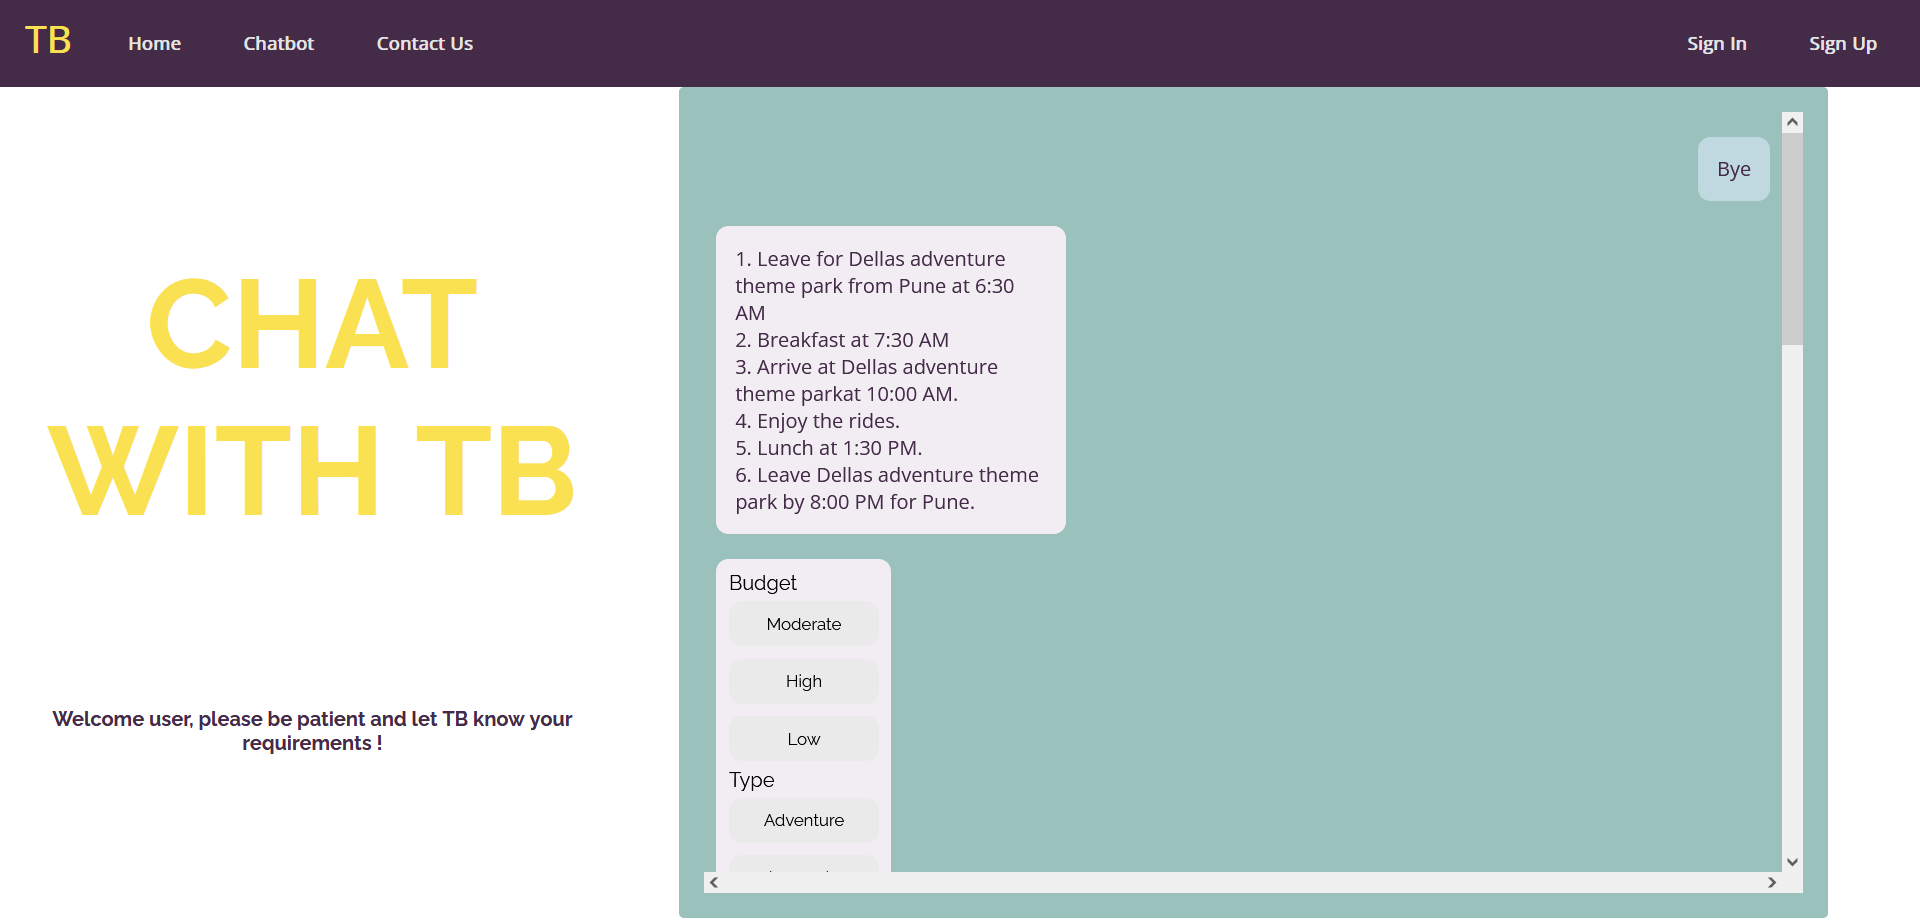 TB
Home
Chatbot
Contact Us
Sign In
Sign Up
CHAT
WITH TB
Welcome user, please be patient and let TB know your
requirements !
Bye
1. Leave for Dellas adventure
theme park from Pune at 6:30
AM
2. Breakfast at 7:30 AM
3. Arrive at Dellas adventure
theme parkat 10:00 AM.
4. Enjoy the rides.
5. Lunch at 1:30 PM.
6. Leave Dellas adventure theme
park by 8:00 PM for Pune.
Budget
Moderate
High
Low
Type
Adventure